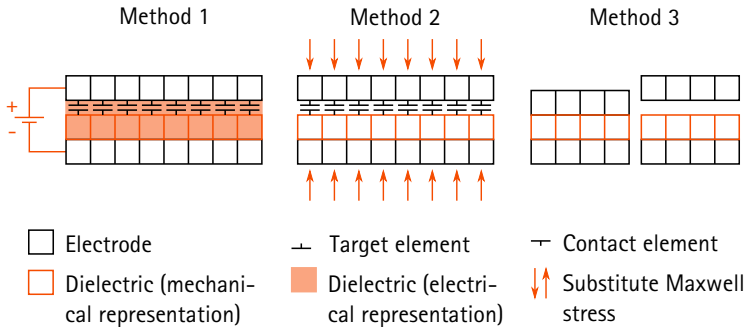 Method 1
Method 2
Method 3
+
-
Electrode
Target element
Contact element
Dielectric (mechani-
cal representation)
Dielectric (electri-
cal representation)
Substitute Maxwell
stress